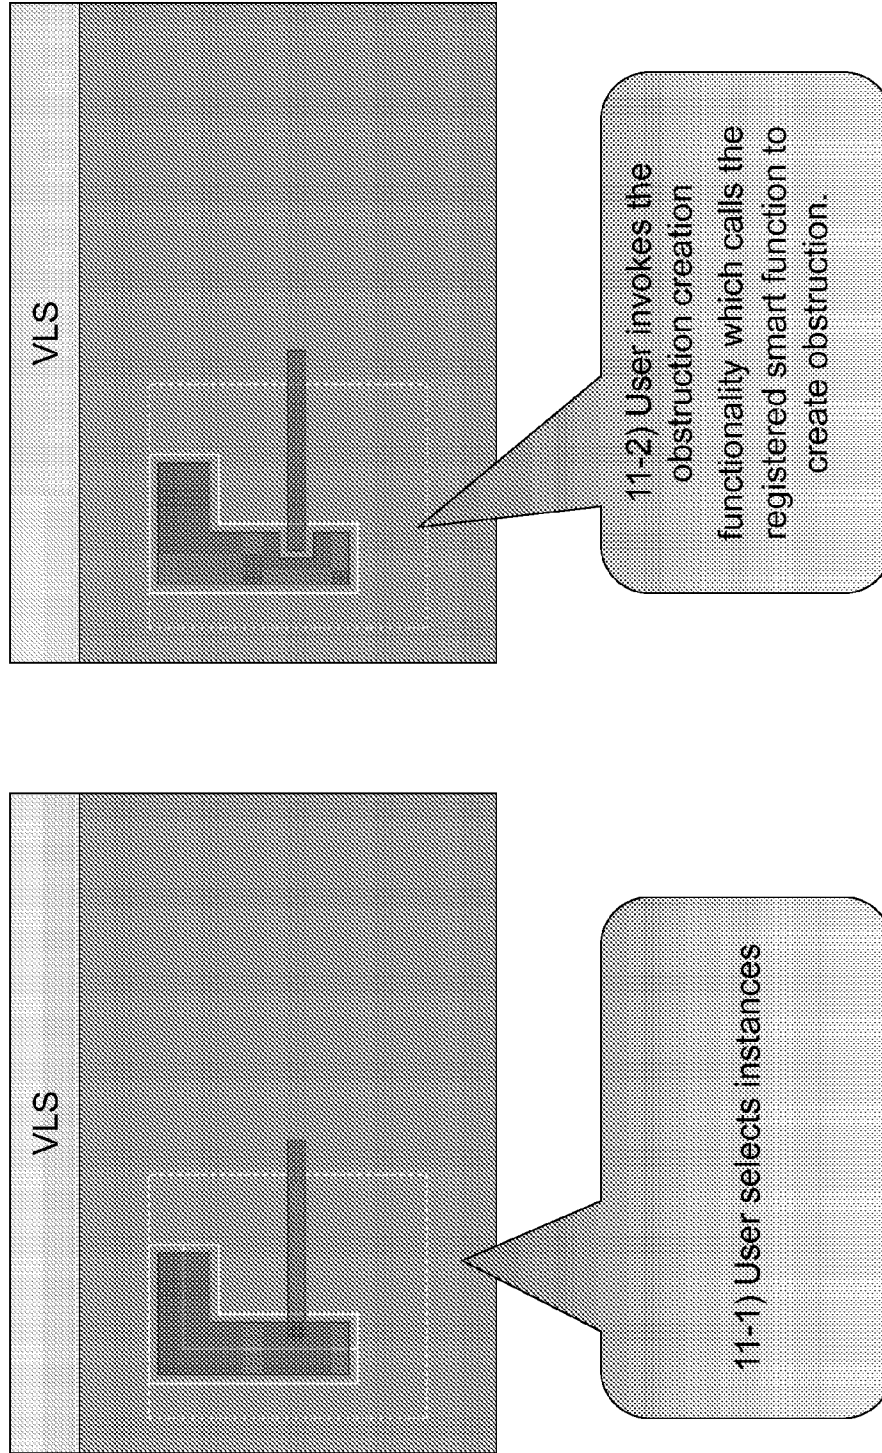 VLS
11-1) User selects instances
VLS
11-2) User invokes the
obstruction creation
functionality which calls the
registered smart function to
create obstruction.